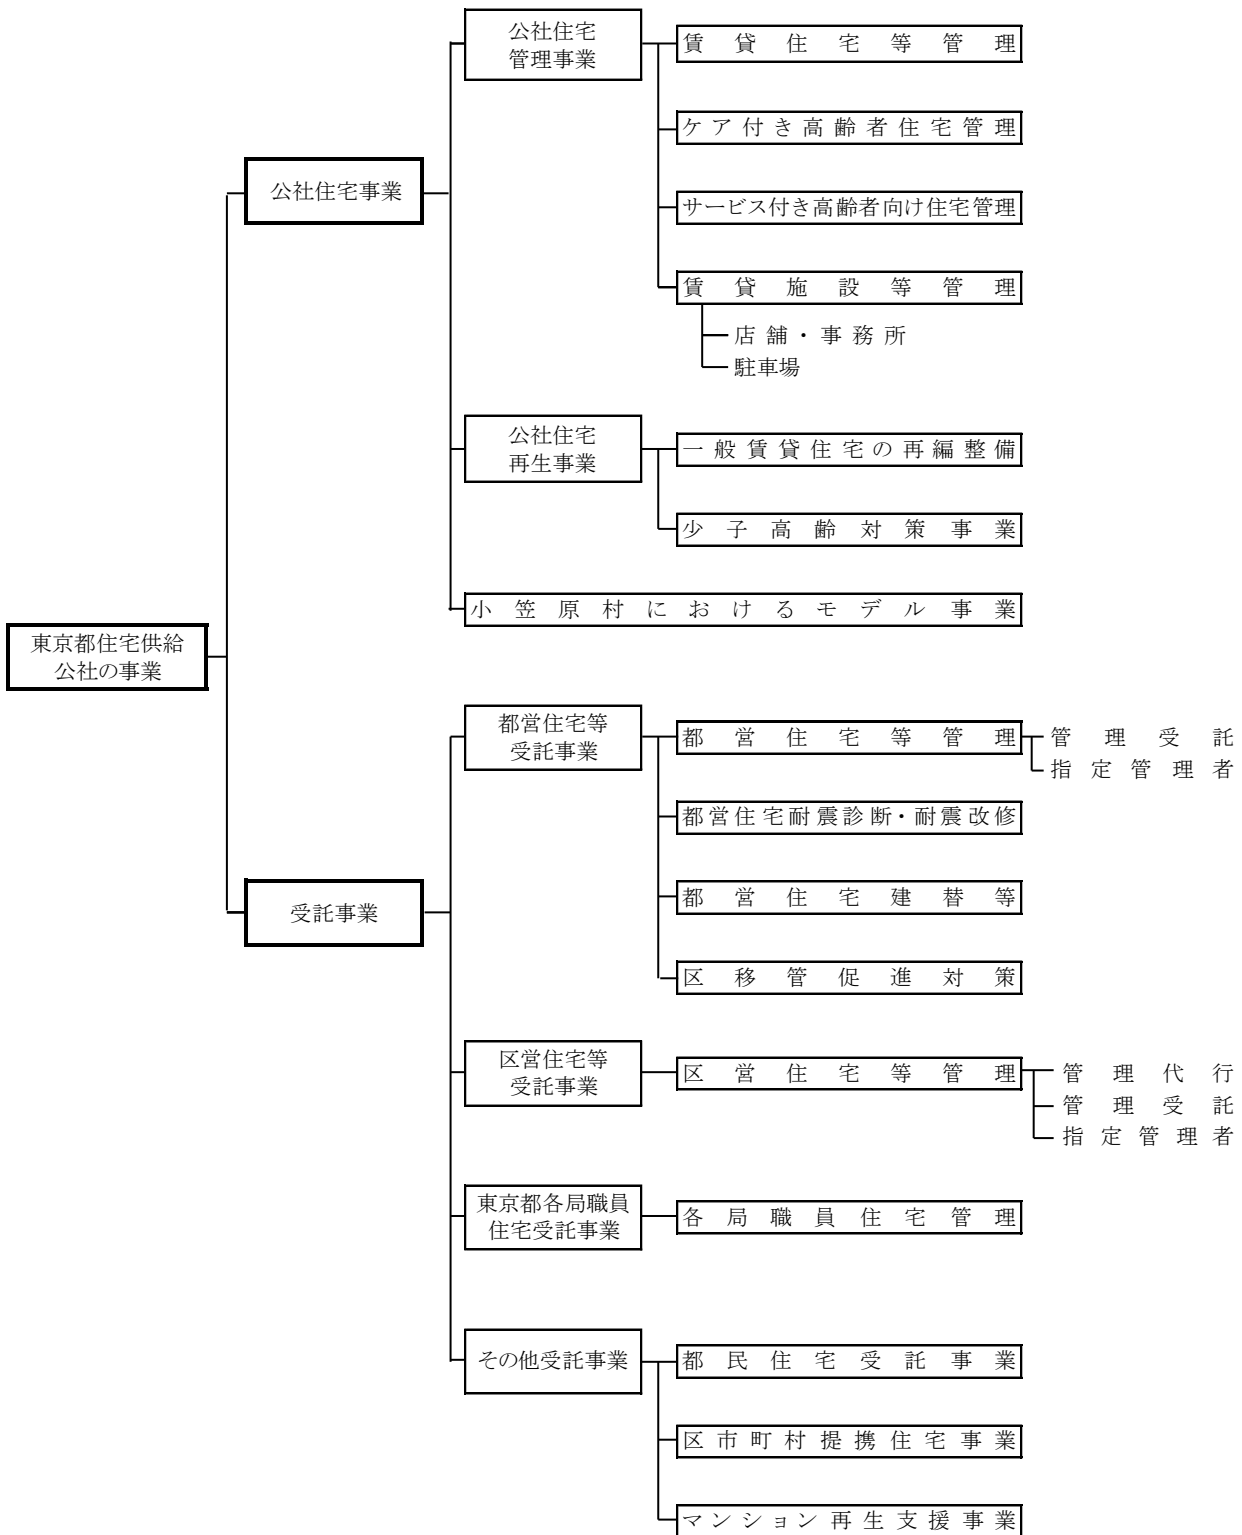 東京都住宅供給
公社の事業
公社住宅事業
公社住宅
管理事業
賃貸住宅等管理
ケア付き高齢者住宅管理
サービス付き高齢者向け住宅管理
賃貸施設等管理
店舗・事務所
駐車場
公社住宅
再生事業
一般賃貸住宅の再編整備
少子高齢対策事業
小笠原村におけるモデル事業
受託事業
都営住宅等
受託事業
都営住宅等管理
管理受託
指定管理者
都営住宅耐震診断・耐震改修
都営住宅建替等
区移管促進対策
区営住宅等
受託事業
区営住宅等管理
管理代行
管理受託
指定管理者
東京都各局職員
住宅受託事業
各局職員住宅管理
その他受託事業
都民住宅受託事業
区市町村提携住宅事業
マンション再生支援事業